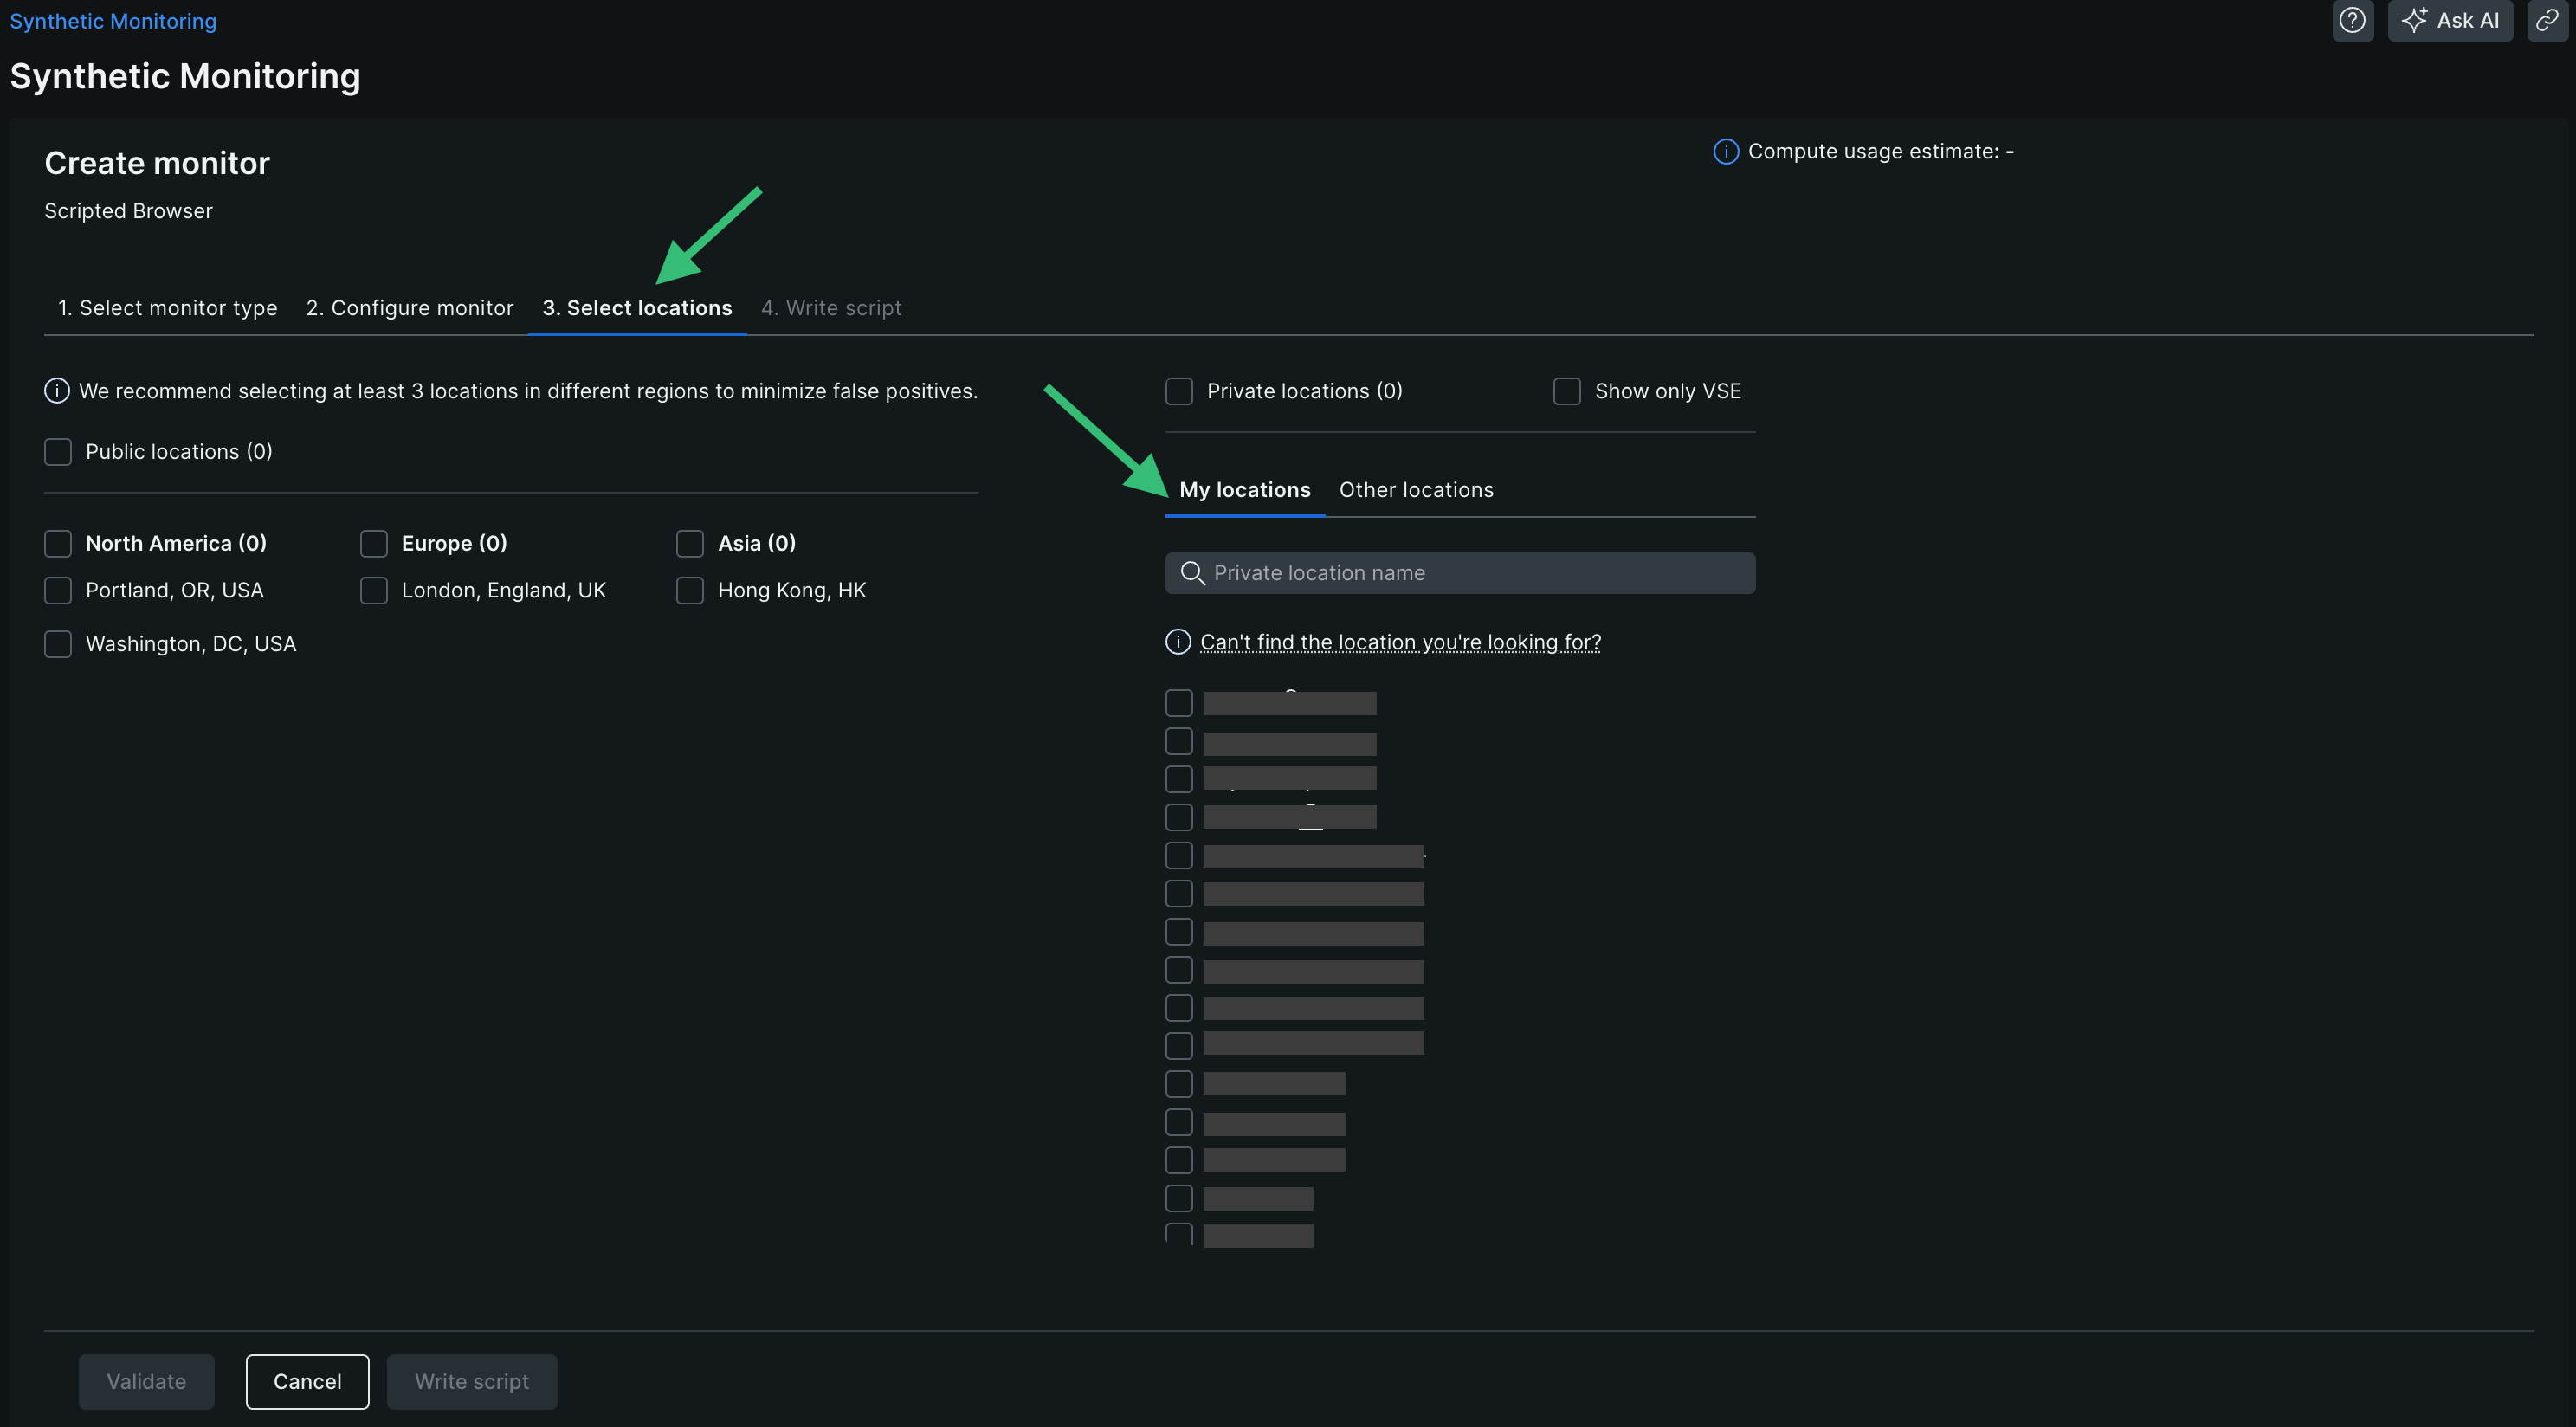 Synthetic Monitoring
Ask AI
Synthetic Monitoring
Create monitor
Compute usage estimate: -
Scripted Browser
1. Select monitor type
2. Configure monitor
3. Select locations
4. Write script
We recommend selecting at least 3 locations in different regions to minimize false positives.
Public locations (0)
North America (0)
Portland, OR, USA
Washington, DC, USA
Europe (0)
London, England, UK
Asia (0)
Hong Kong, HK
Private locations (0)
Show only VSE
My locations
Other locations
Private location name
Can't find the location you're looking for?
Validate
Cancel
Write script